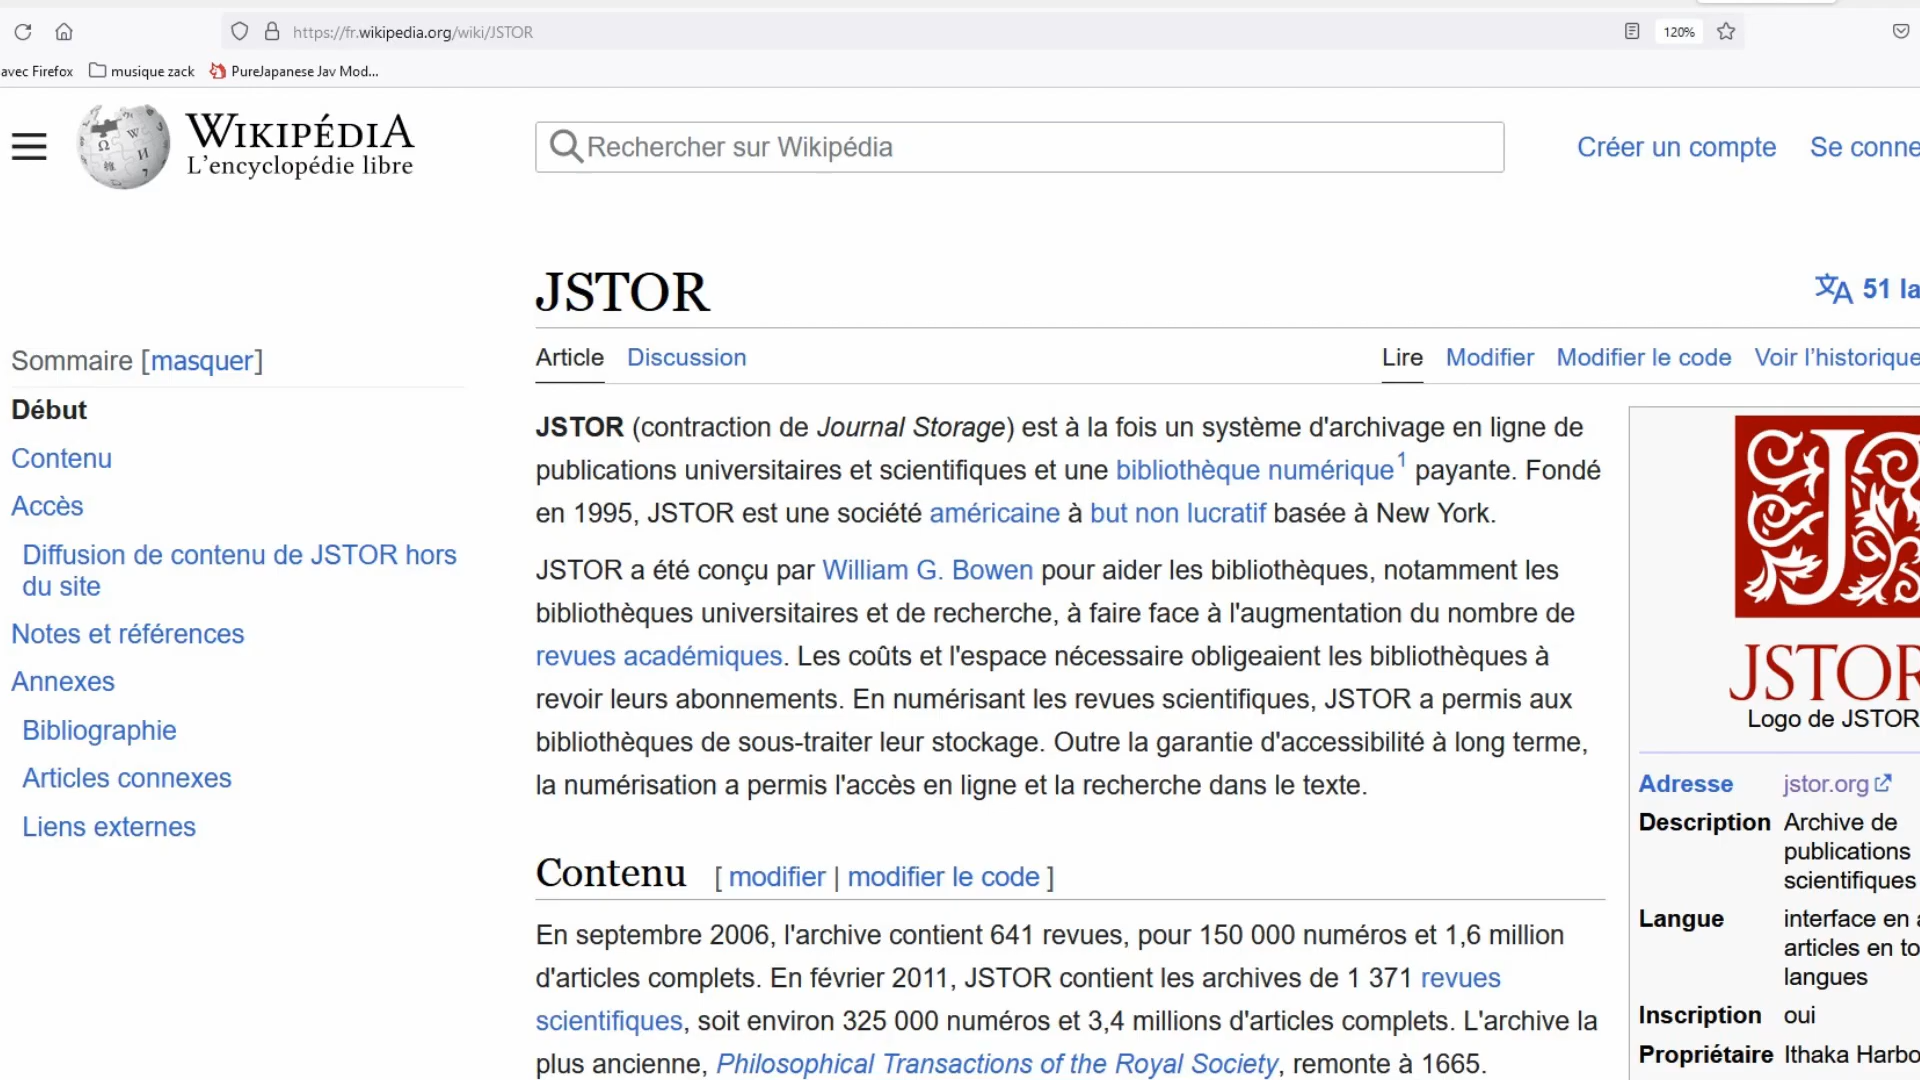 https://fr.wikipedia.org/wiki/JSTOR
120%
avec Firefox
musique zack
PureJapanese Jav Mod...
WIKIPÉDIA
L'encyclopédie libre
Rechercher sur Wikipédia
Créer un compte
Se conne
JSTOR
51 la
Article
Discussion
Lire
Modifier
Modifier le code
Voir l'historique
Sommaire [masquer]
Début
Contenu
Accès
Diffusion de contenu de JSTOR hors
du site
Notes et références
Annexes
Bibliographie
Articles connexes
Liens externes
JSTOR (contraction de Journal Storage) est à la fois un système d'archivage en ligne de
publications universitaires et scientifiques et une bibliothèque numérique1 payante. Fondé
en 1995, JSTOR est une société américaine à but non lucratif basée à New York.
JSTOR a été conçu par William G. Bowen pour aider les bibliothèques, notamment les
bibliothèques universitaires et de recherche, à faire face à l'augmentation du nombre de
revues académiques. Les coûts et l'espace nécessaire obligeaient les bibliothèques à
revoir leurs abonnements. En numérisant les revues scientifiques, JSTOR a permis aux
bibliothèques de sous-traiter leur stockage. Outre la garantie d'accessibilité à long terme,
la numérisation a permis l'accès en ligne et la recherche dans le texte.
Contenu [ modifier | modifier le code ]
En septembre 2006, l'archive contient 641 revues, pour 150 000 numéros et 1,6 million
d'articles complets. En février 2011, JSTOR contient les archives de 1 371 revues
scientifiques, soit environ 325 000 numéros et 3,4 millions d'articles complets. L'archive la
plus ancienne, Philosophical Transactions of the Royal Society, remonte à 1665.
J
JSTOR
Logo de JSTOR
Adresse jstor.org
Description Archive de
publications
scientifiques
Langue interface en a
articles en to
langues
Inscription oui
Propriétaire Ithaka Harbo